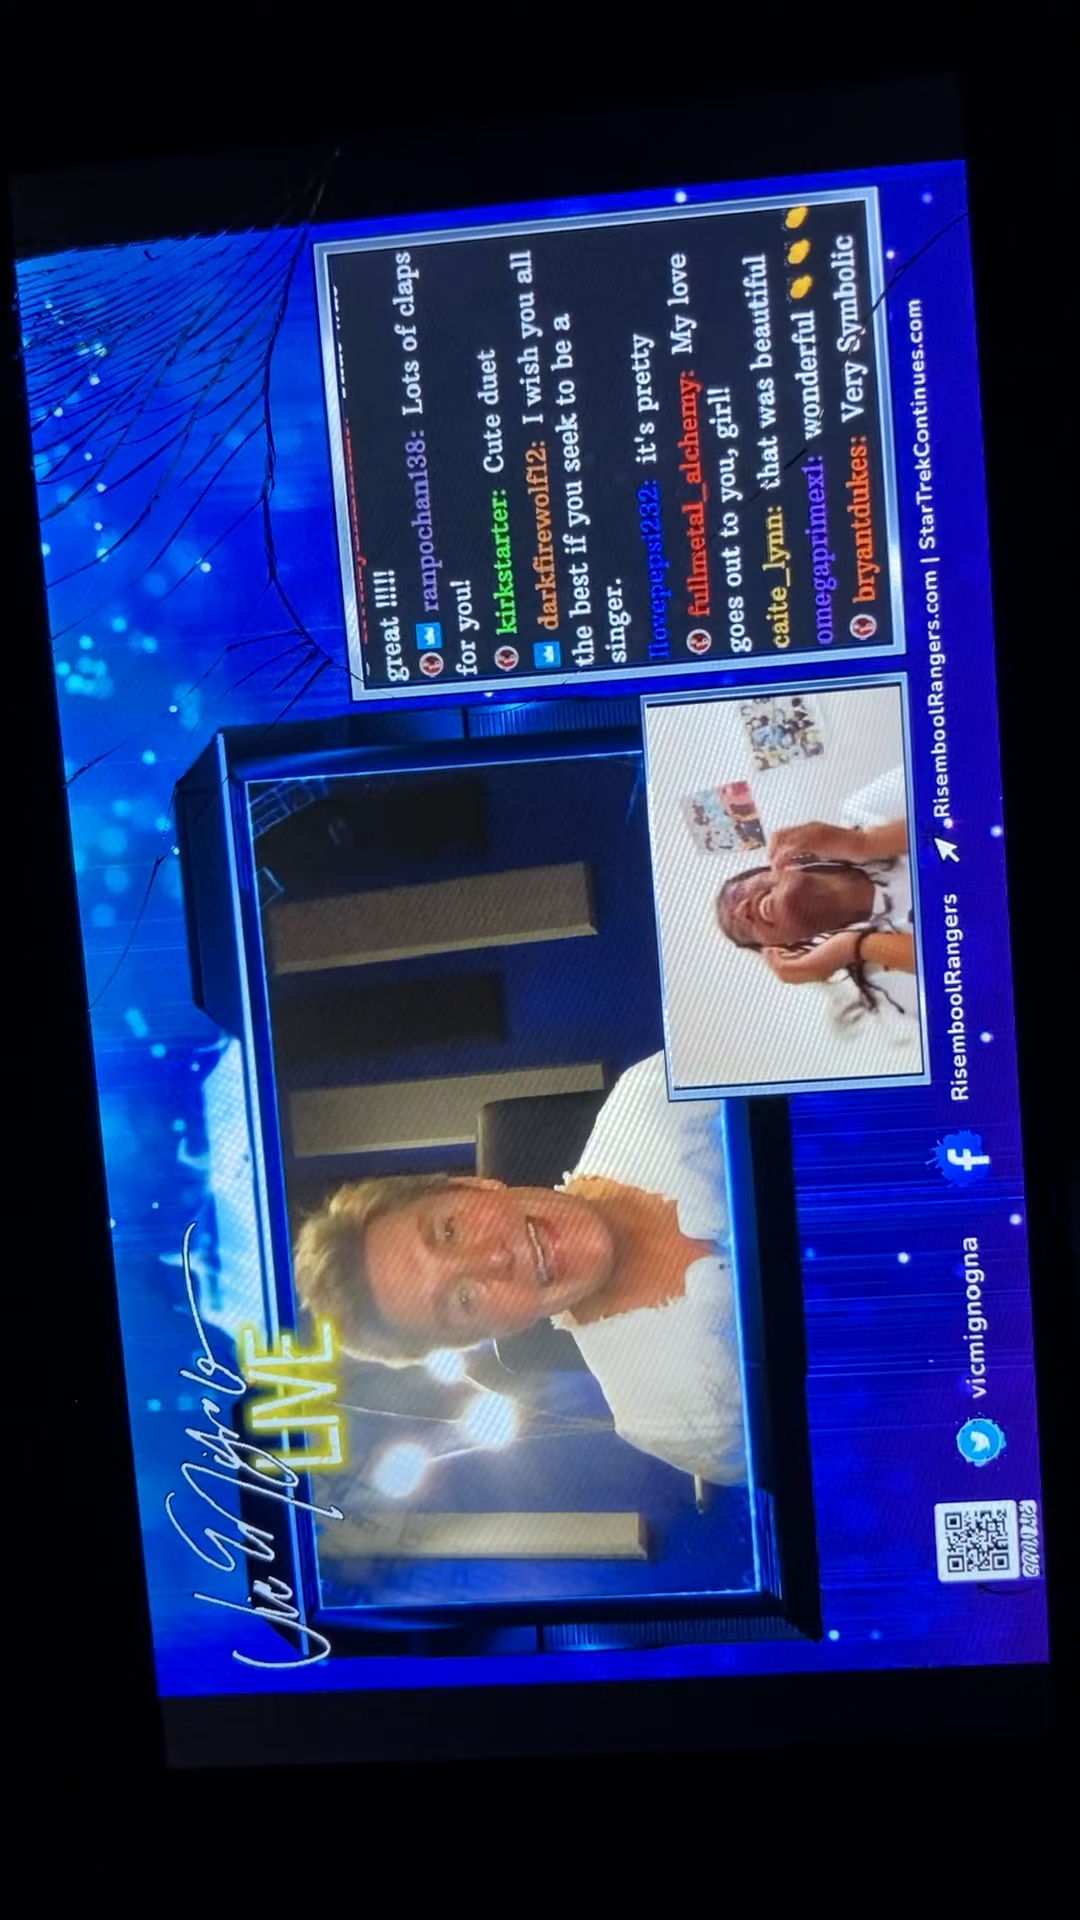 Vic Mignogna
LIVE
great !!!!!
ranpochan138: Lots of claps
for you!
kirkstarter: Cute duet
darkfirewolf12: I wish you all
the best if you seek to be a
singer.
ilovepepsi232: it's pretty
fullmetal_alchemy: My love
goes out to you, girl!
caite_lynn: that was beautiful
omegaprimex1: wonderful 👏 👏 👏
bryantdukes: Very Symbolic
vicmignogna
RisemboolRangers
RisemboolRangers.com | StarTrekContinues.com